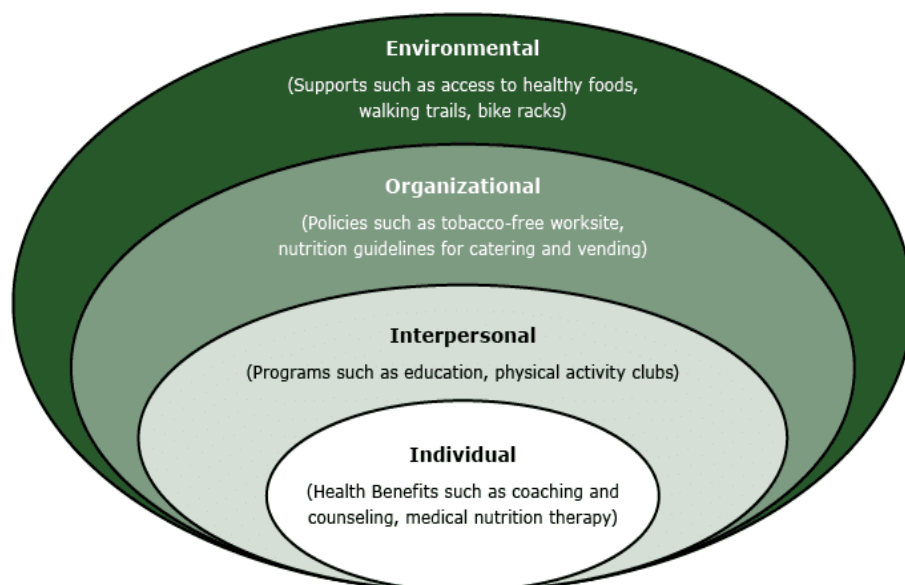 Environmental
(Supports such as access to healthy foods,
walking trails, bike racks)
Organizational
(Policies such as tobacco-free worksite,
nutrition guidelines for catering and vending)
Interpersonal
(Programs such as education, physical activity clubs)
Individual
(Health Benefits such as coaching and
counseling, medical nutrition therapy)